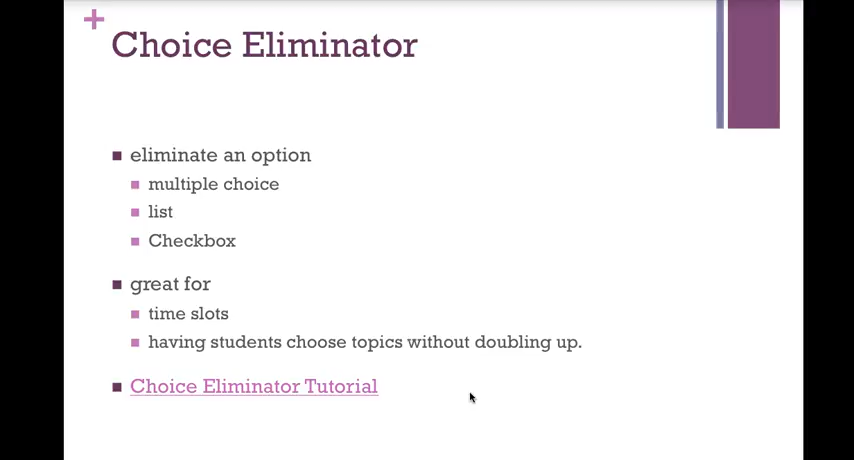 +
Choice Eliminator
eliminate an option
multiple choice
list
Checkbox
great for
time slots
having students choose topics without doubling up.
Choice Eliminator Tutorial